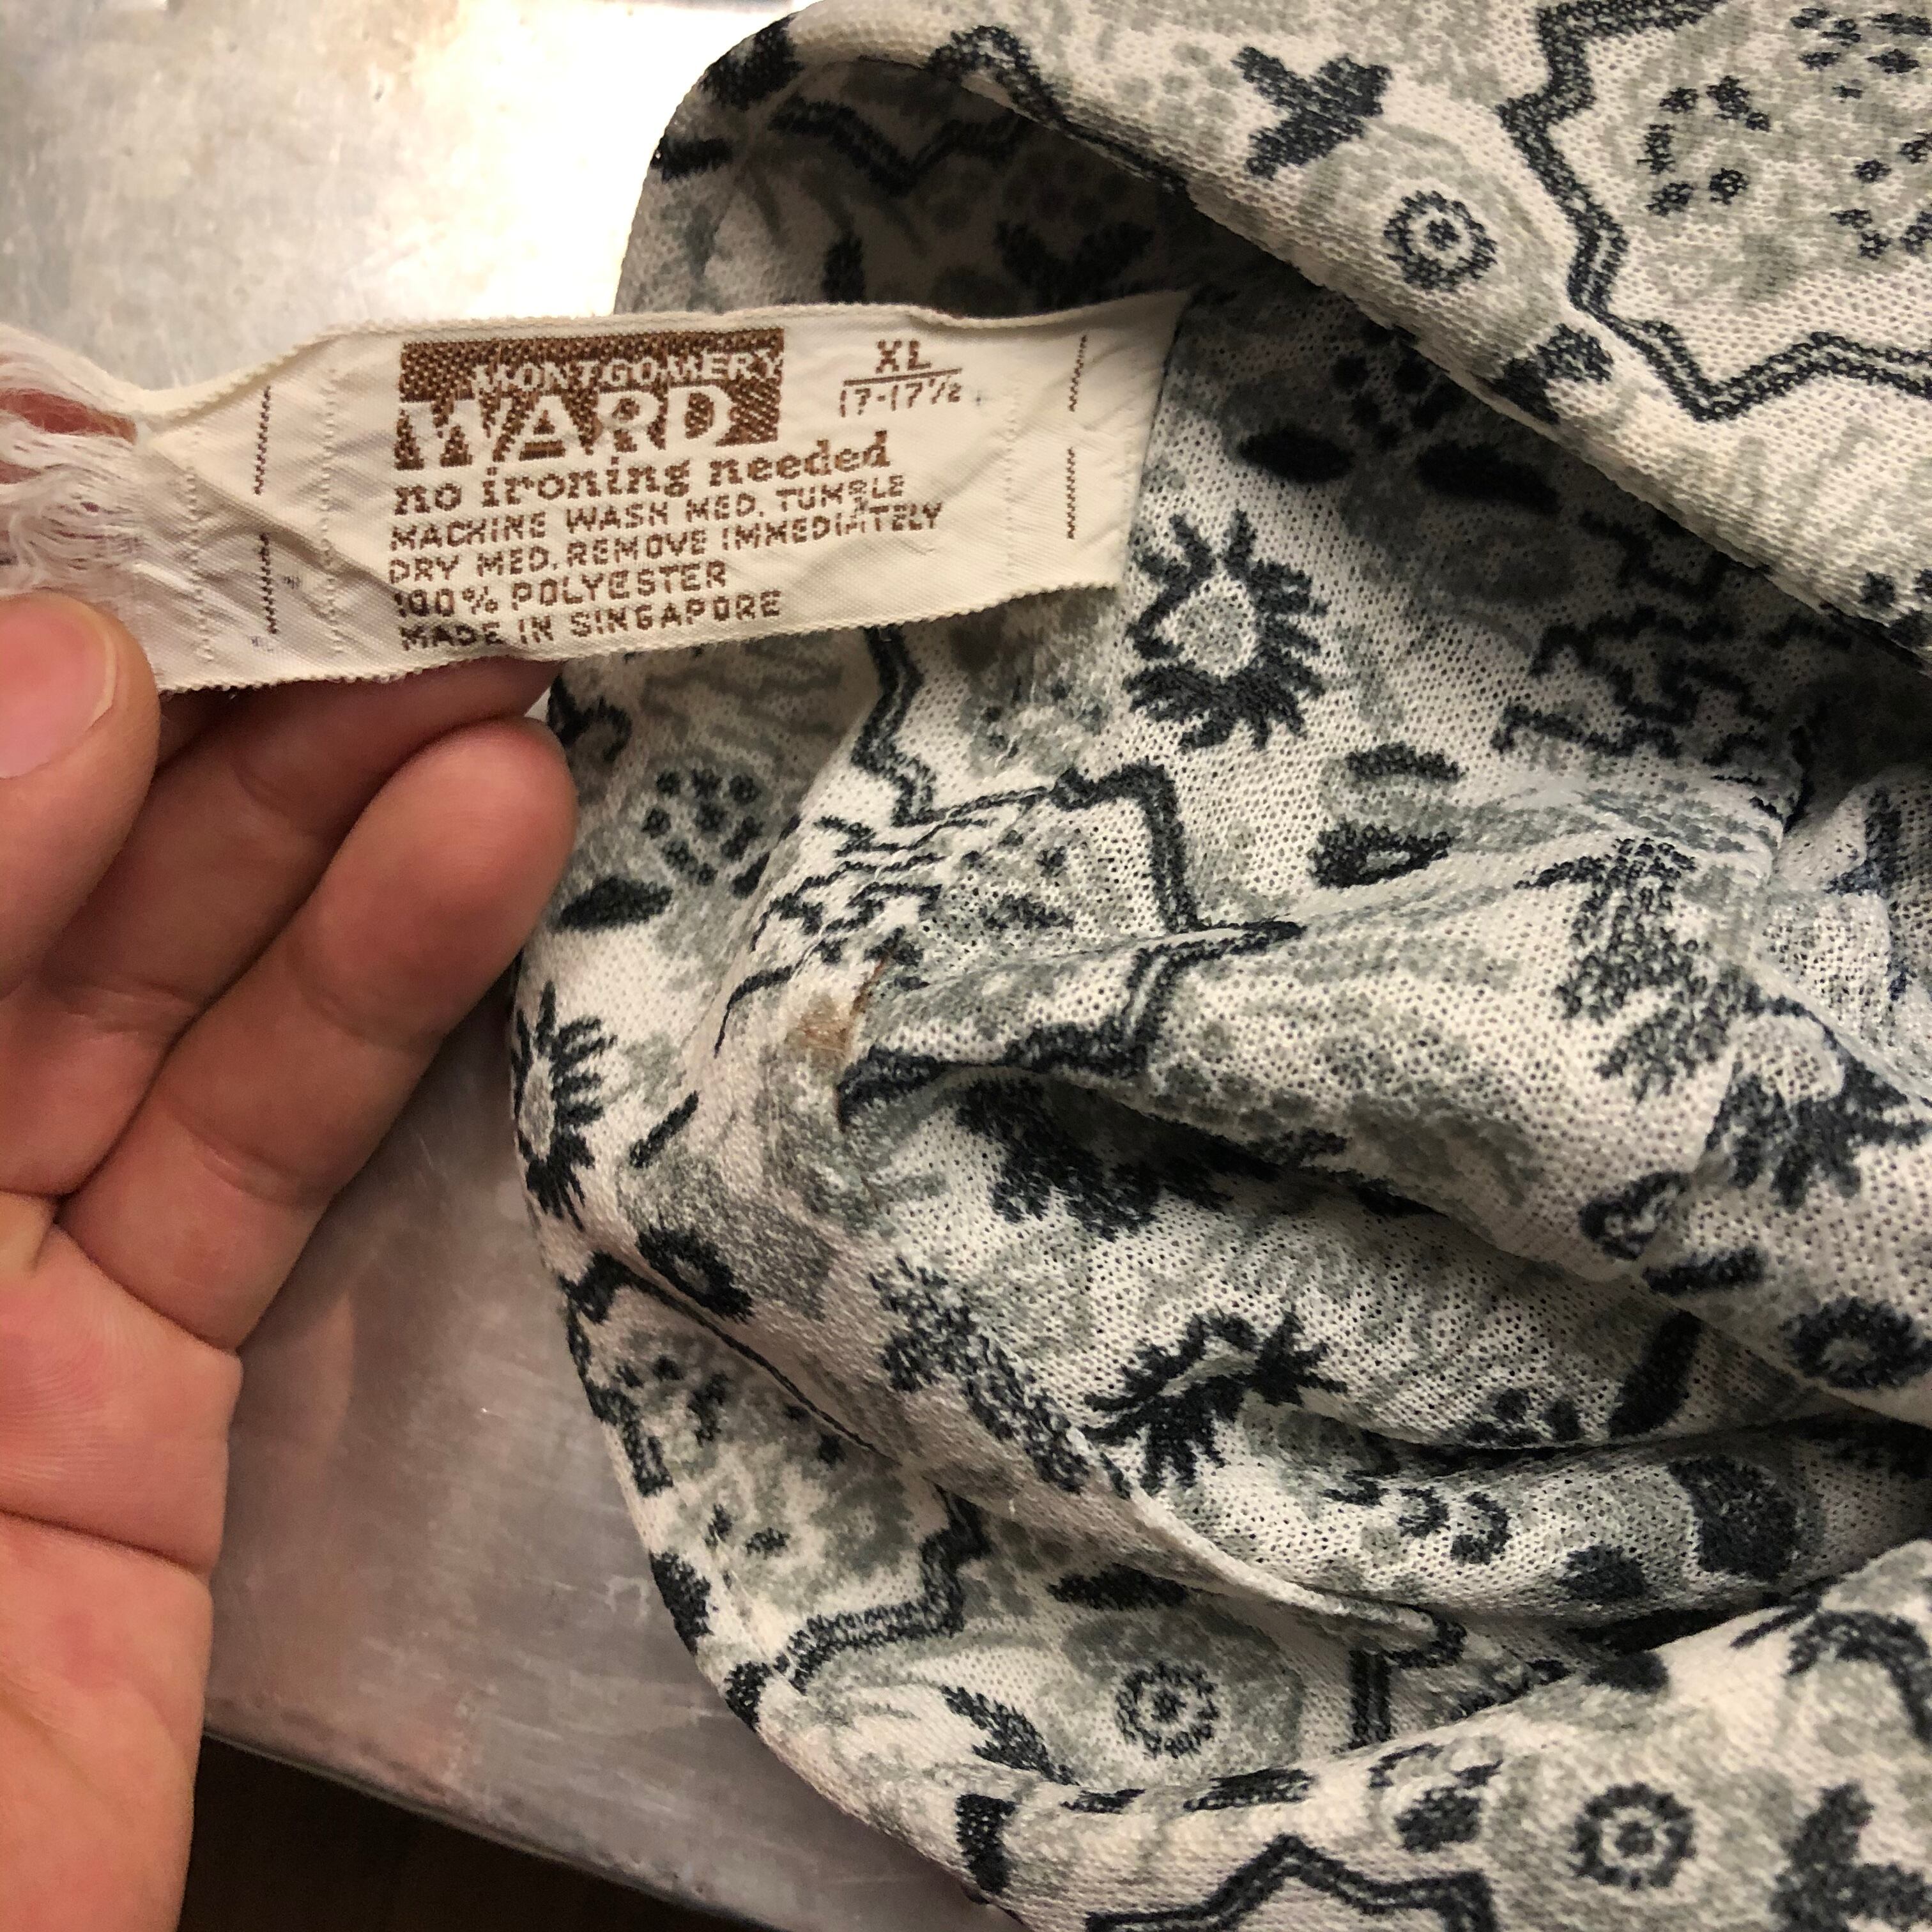 MONTGOMERY
WARD
XL
17-17½
no ironing needed
MACHINE WASH MED. TUMBLE
DRY MED. REMOVE IMMEDIATELY
100% POLYESTER
MADE IN SINGAPORE